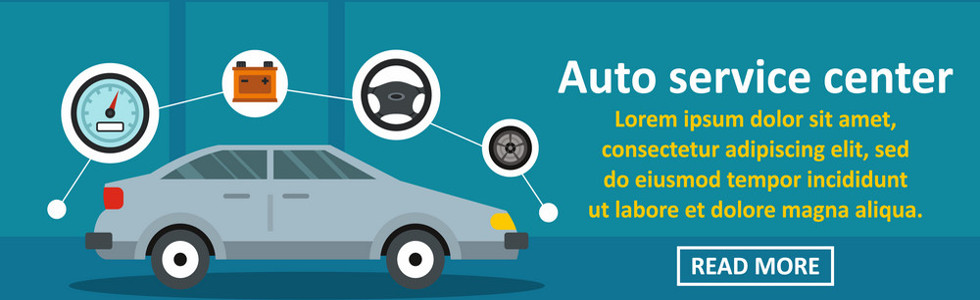 Auto service center
Lorem ipsum dolor sit amet,
consectetur adipiscing elit, sed
do eiusmod tempor incididunt
ut labore et dolore magna aliqua.
READ MORE